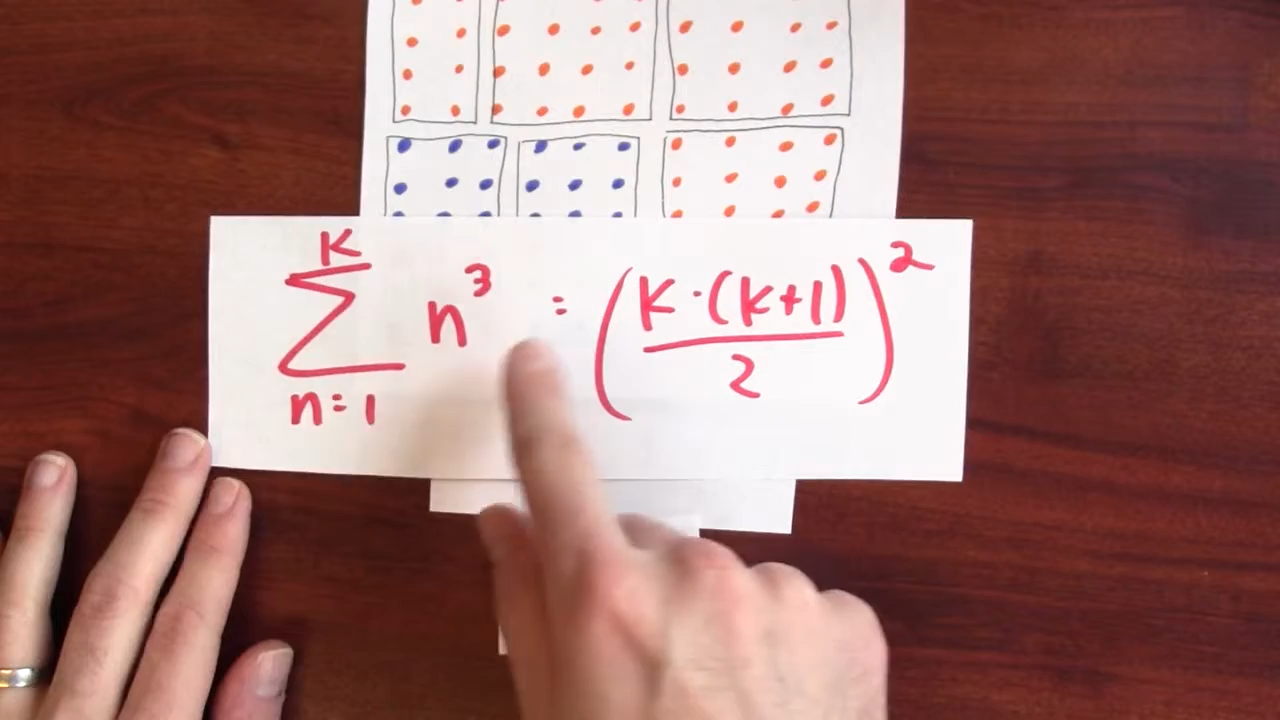 K
∑ n³ = (K·(K+1)/2)²
n=1